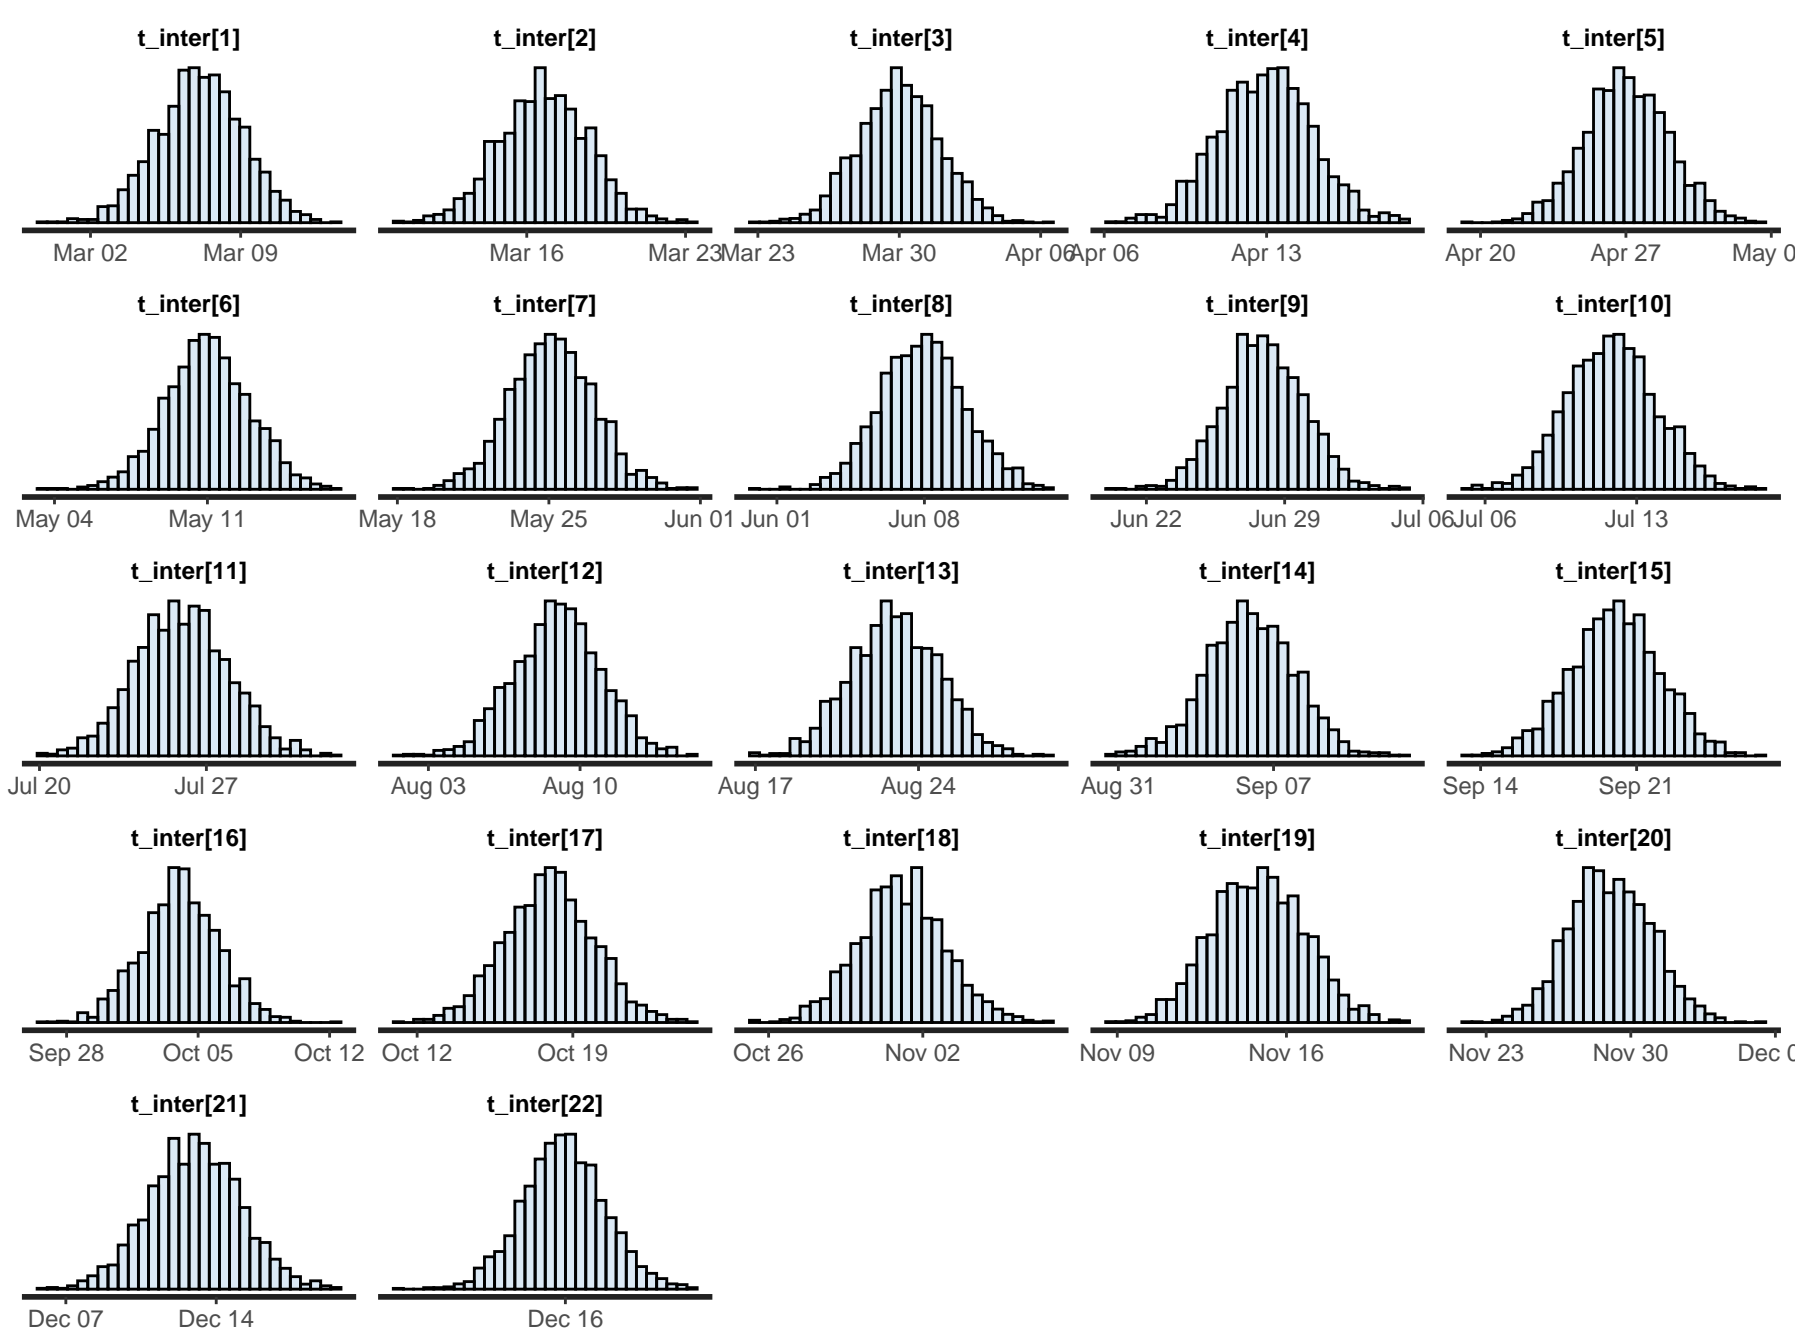 t_inter[1] t_inter[2] t_inter[3] t_inter[4] t_inter[5]
Mar 02 Mar 09 Mar 16 Mar 23 Mar 23 Mar 30 Apr 06 Apr 06 Apr 13 Apr 20 Apr 27 May 0
t_inter[6] t_inter[7] t_inter[8] t_inter[9] t_inter[10]
May 04 May 11 May 18 May 25 Jun 01 Jun 01 Jun 08 Jun 22 Jun 29 Jul 06 Jul 06 Jul 13
t_inter[11] t_inter[12] t_inter[13] t_inter[14] t_inter[15]
Jul 20 Jul 27 Aug 03 Aug 10 Aug 17 Aug 24 Aug 31 Sep 07 Sep 14 Sep 21
t_inter[16] t_inter[17] t_inter[18] t_inter[19] t_inter[20]
Sep 28 Oct 05 Oct 12 Oct 12 Oct 19 Oct 26 Nov 02 Nov 09 Nov 16 Nov 23 Nov 30 Dec 0
t_inter[21] t_inter[22]
Dec 07 Dec 14 Dec 16